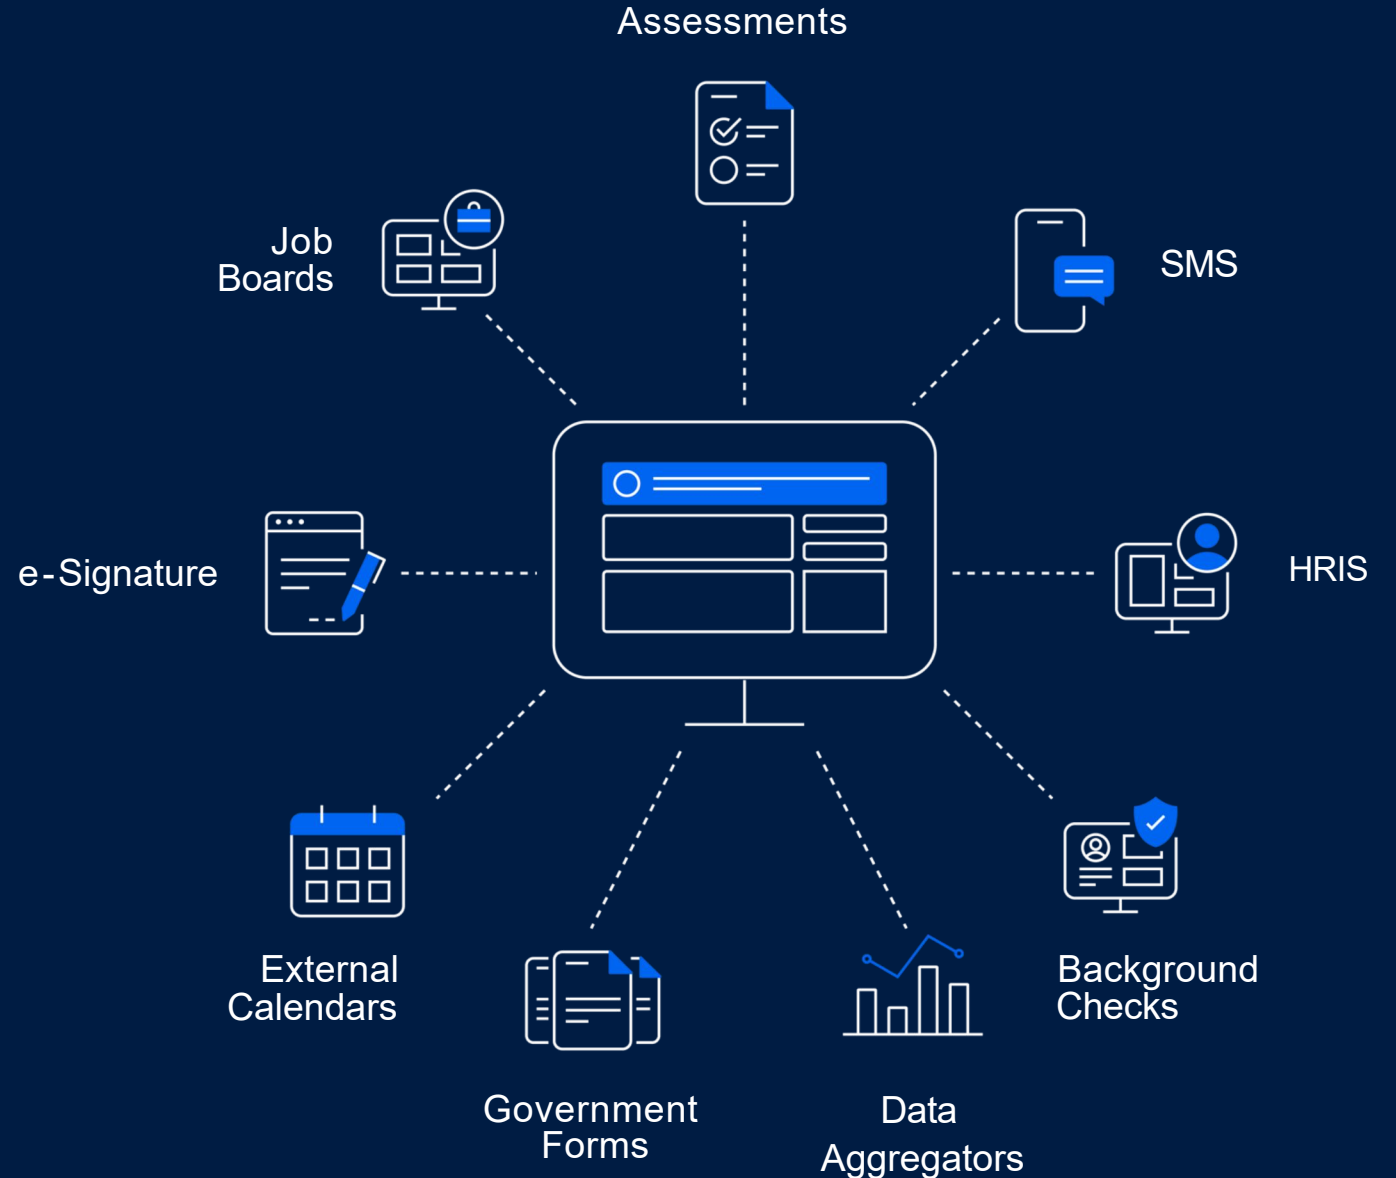 Assessments
Job
Boards
SMS
e-Signature
HRIS
External
Calendars
Background
Checks
Government
Forms
Data
Aggregators